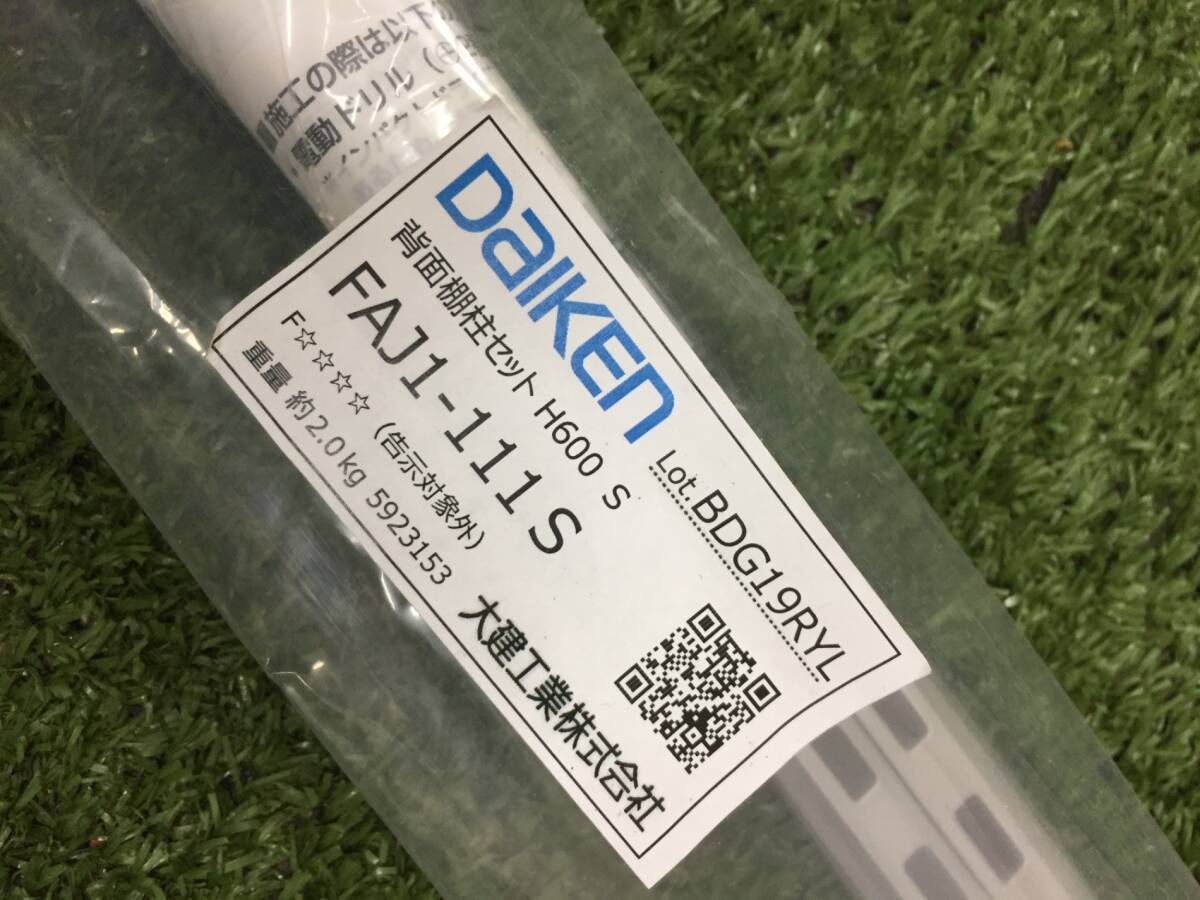 施工の際は以下
電動ドリル (⊕
DAIKEN
背面棚柱セット H600 S
FAJ1-111S
F☆☆☆☆ (告示対象外)
重量 約2.0kg 5923153
Lot.BDG19RYL
大建工業株式会社